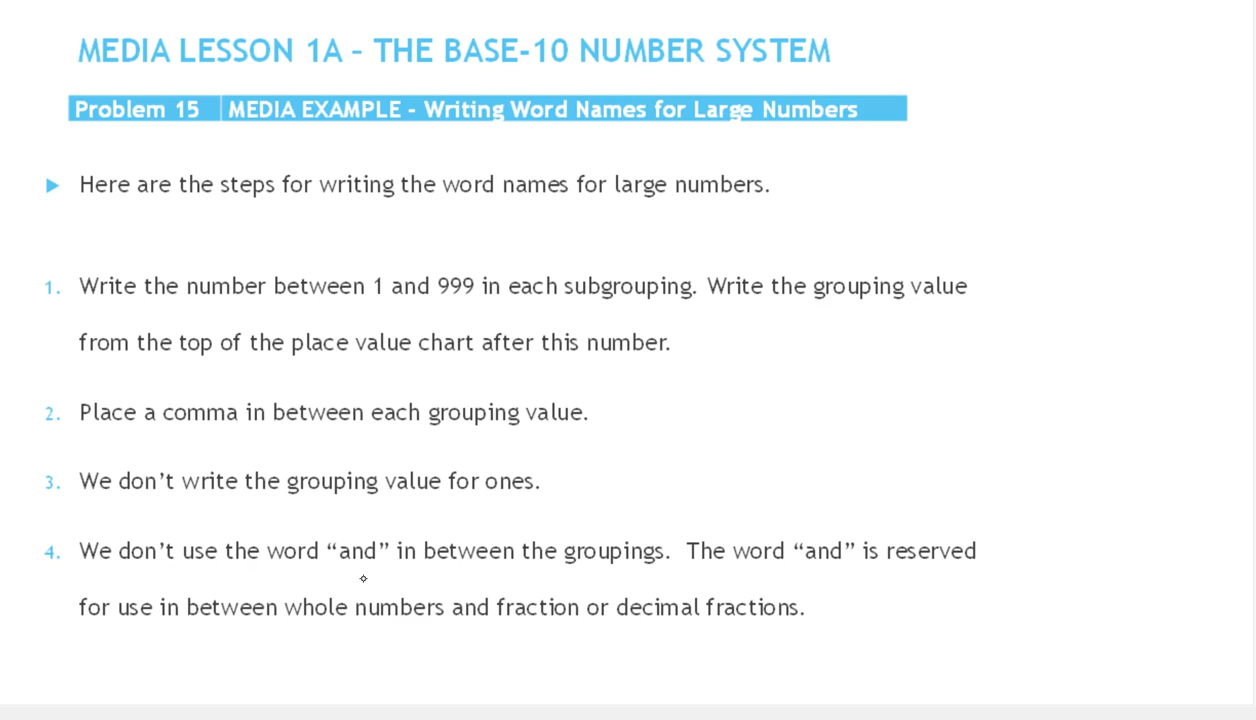 MEDIA LESSON 1A – THE BASE-10 NUMBER SYSTEM
Problem 15 MEDIA EXAMPLE - Writing Word Names for Large Numbers
Here are the steps for writing the word names for large numbers.
1. Write the number between 1 and 999 in each subgrouping. Write the grouping value
from the top of the place value chart after this number.
2. Place a comma in between each grouping value.
3. We don’t write the grouping value for ones.
4. We don’t use the word “and” in between the groupings. The word “and” is reserved
for use in between whole numbers and fraction or decimal fractions.